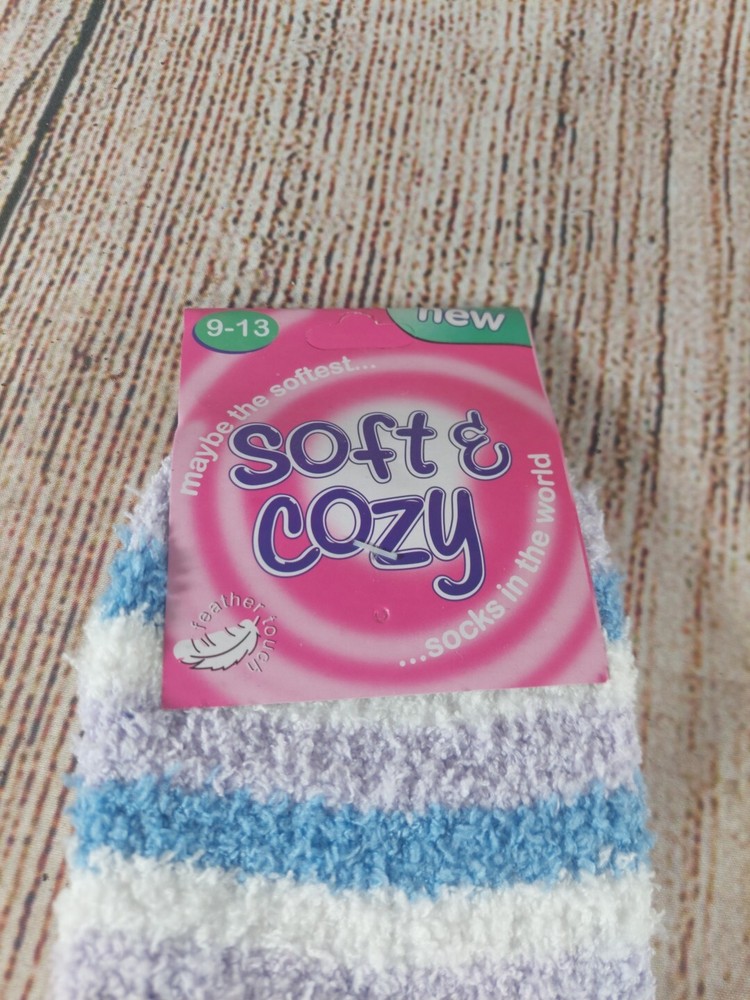 9-13
new
maybe the softest...
soft &
cozy
...socks in the world
feather touch